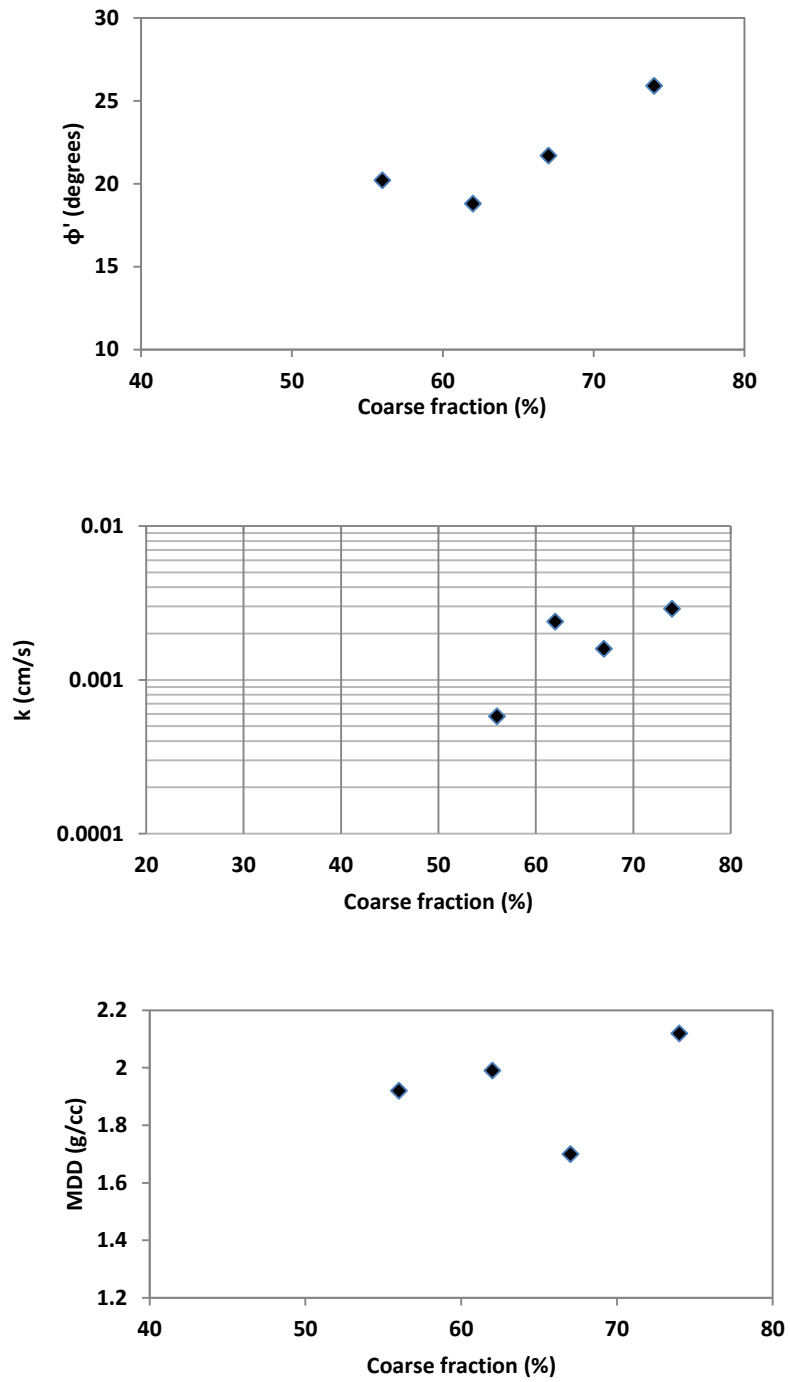 30
25
20
15
10
ϕ' (degrees)
40 50 60 70 80
Coarse fraction (%)
0.01
0.001
0.0001
k (cm/s)
20 30 40 50 60 70 80
Coarse fraction (%)
2.2
2
1.8
1.6
1.4
1.2
MDD (g/cc)
40 50 60 70 80
Coarse fraction (%)